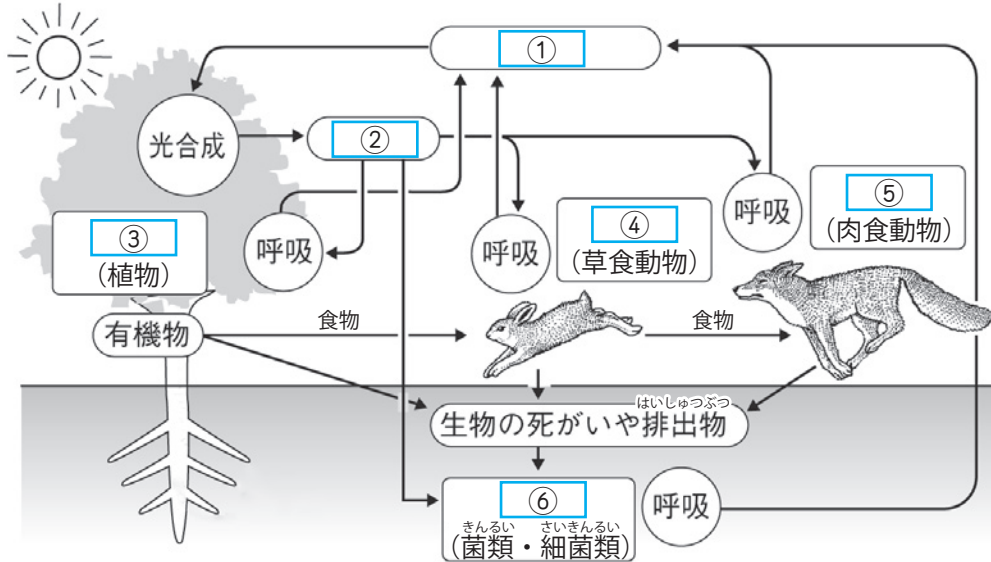 ①
光合成
②
③
(植物)
呼吸
呼吸
④
(草食動物)
呼吸
⑤
(肉食動物)
有機物
食物
食物
はいしゅつぶつ
生物の死がいや排出物
⑥
きんるい さいきんるい
(菌類・細菌類)
呼吸